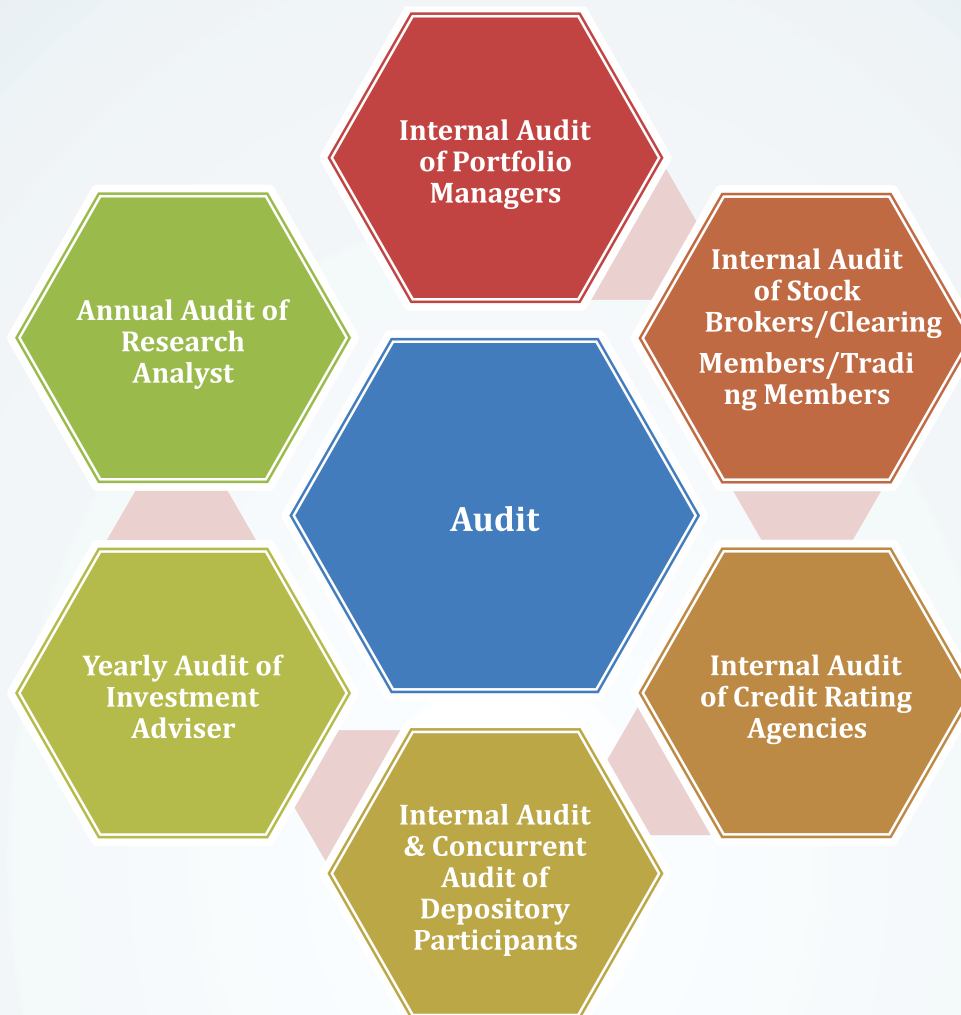 Internal Audit
of Portfolio
Managers
Internal Audit
of Stock
Brokers/Clearing
Members/Tradi
ng Members
Internal Audit
of Credit Rating
Agencies
Internal Audit
& Concurrent
Audit of
Depository
Participants
Yearly Audit of
Investment
Adviser
Annual Audit of
Research
Analyst
Audit